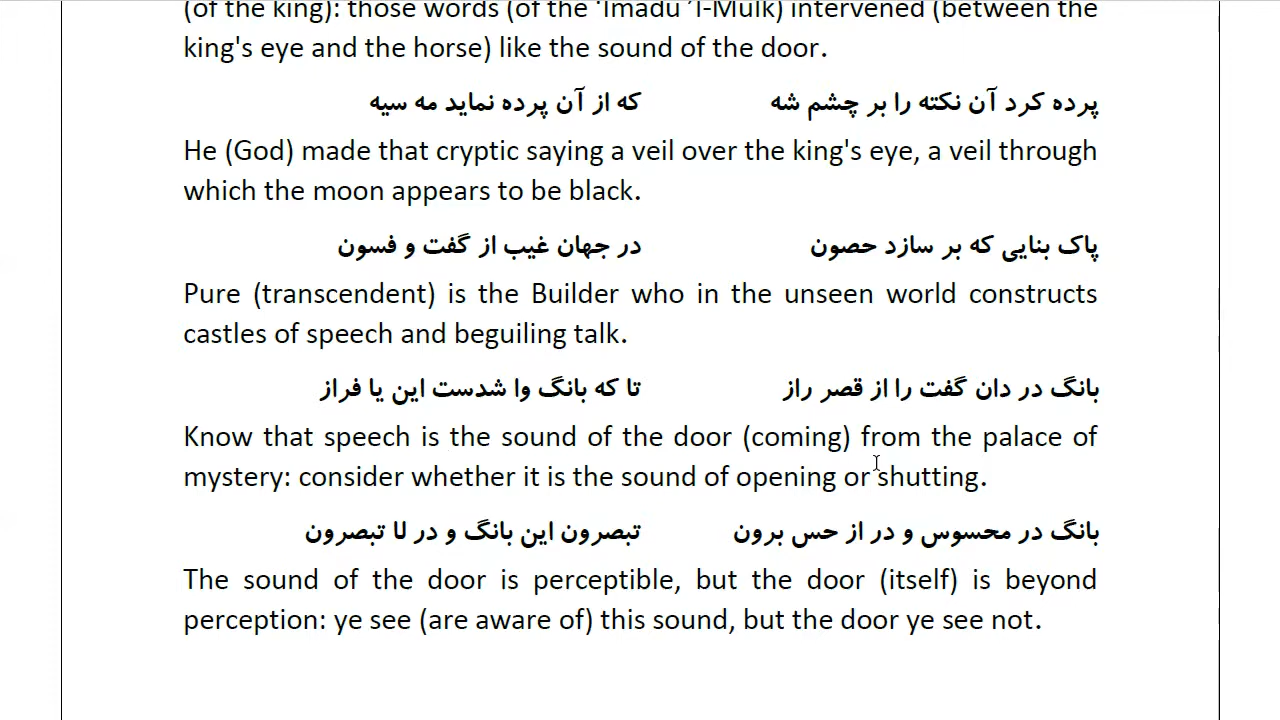 (of the king): those words (of the ‘Imádu ’l-Mulk) intervened (between the
king's eye and the horse) like the sound of the door.
پرده کرد آن نکته را بر چشم شه که از آن پرده نماید مه سیه
He (God) made that cryptic saying a veil over the king's eye, a veil through
which the moon appears to be black.
پاک بنایی که بر سازد حصون در جهان غیب از گفت و فسون
Pure (transcendent) is the Builder who in the unseen world constructs
castles of speech and beguiling talk.
بانگ در دان گفت را از قصر راز تا که بانگ وا شدست این یا فراز
Know that speech is the sound of the door (coming) from the palace of
mystery: consider whether it is the sound of opening or shutting.
بانگ در محسوس و در از حس برون تبصرون این بانگ و در لا تبصرون
The sound of the door is perceptible, but the door (itself) is beyond
perception: ye see (are aware of) this sound, but the door ye see not.